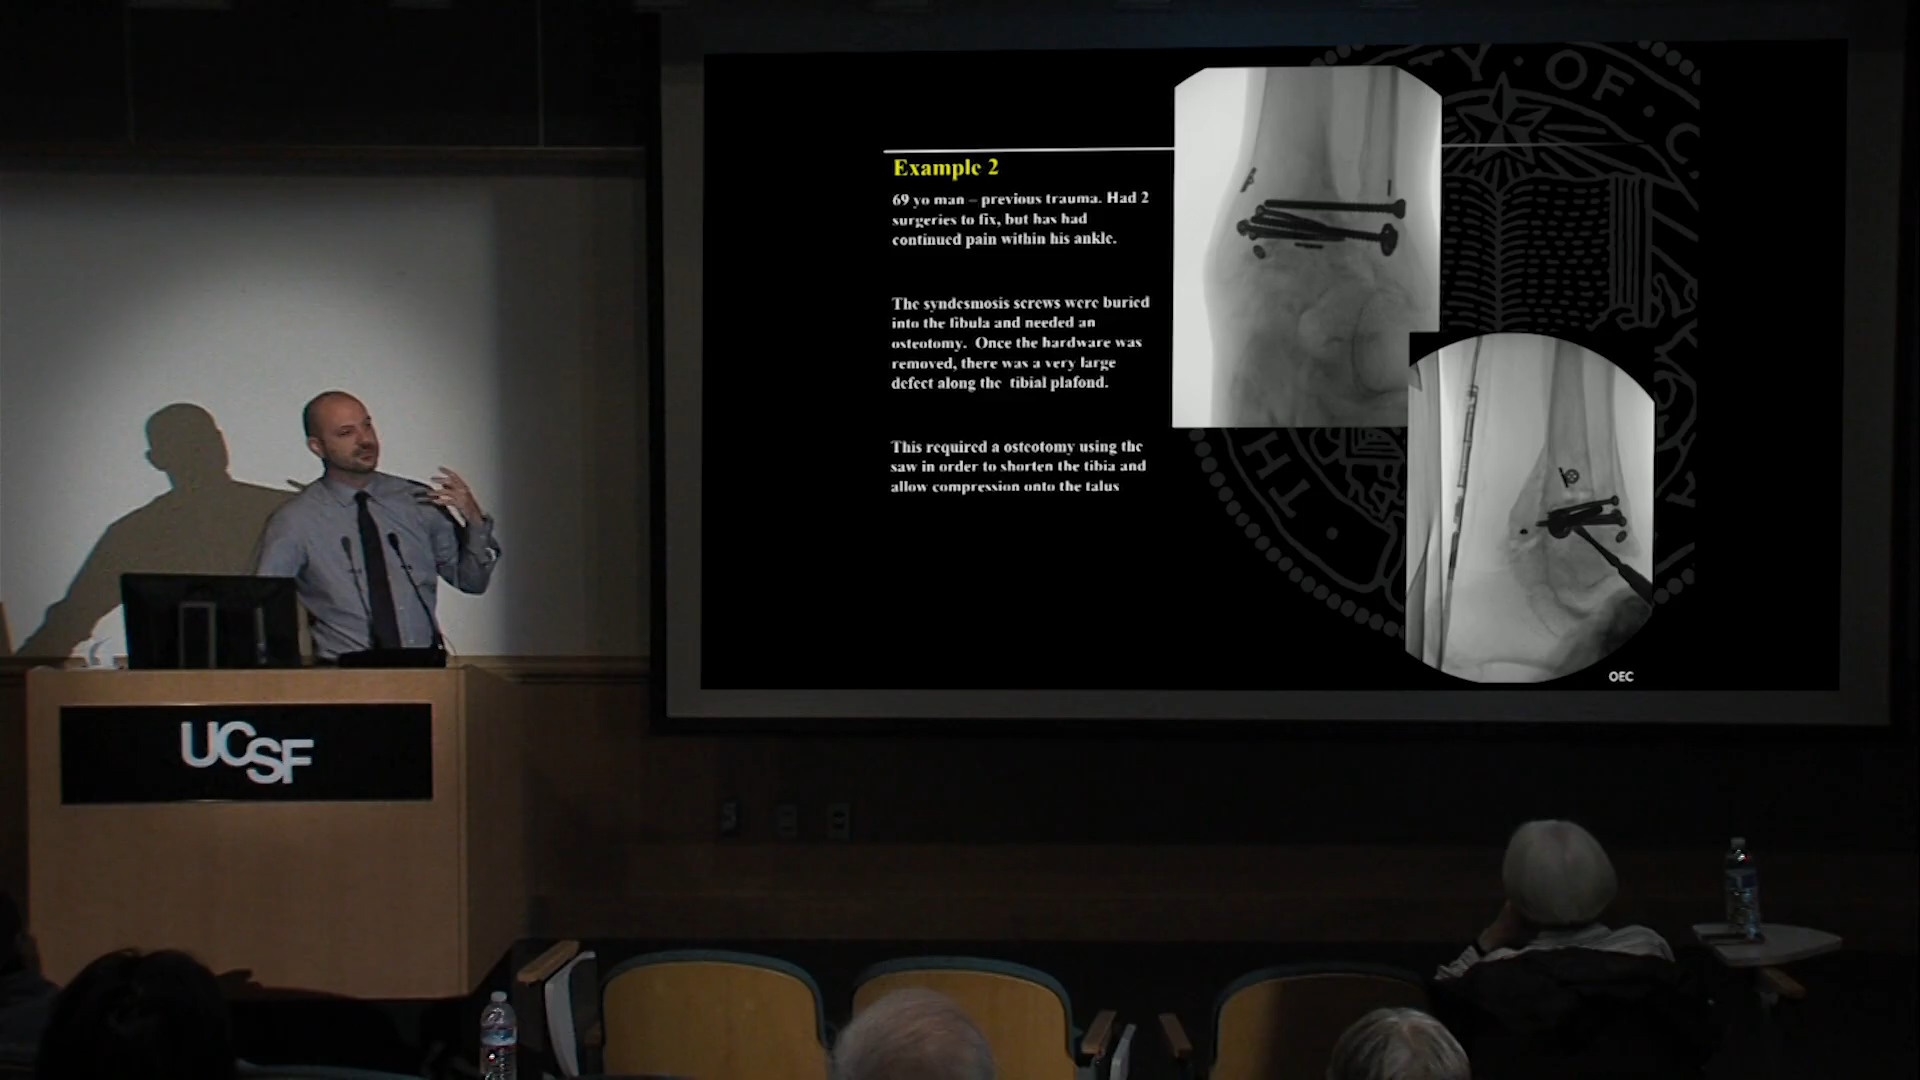 Example 2
69 yo man – previous trauma. Had 2
surgeries to fix, but has had
continued pain within his ankle.
The syndesmosis screws were buried
into the fibula and needed an
osteotomy. Once the hardware was
removed, there was a very large
defect along the tibial plafond.
This required a osteotomy using the
saw in order to shorten the tibia and
allow compression onto the talus
OF · C
TH
OEC
UCSF